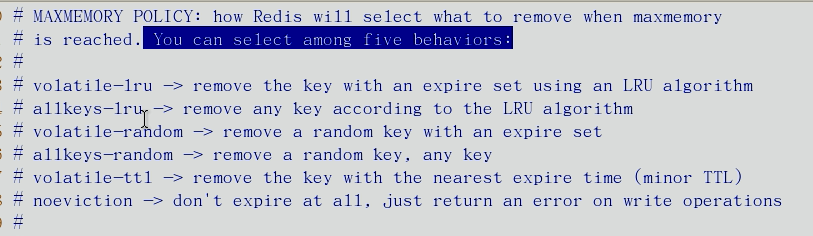 # MAXMEMORY POLICY: how Redis will select what to remove when maxmemory
# is reached. You can select among five behaviors:
#
# volatile-lru -> remove the key with an expire set using an LRU algorithm
# allkeys-lru -> remove any key according to the LRU algorithm
# volatile-random -> remove a random key with an expire set
# allkeys-random -> remove a random key, any key
# volatile-ttl -> remove the key with the nearest expire time (minor TTL)
# noeviction -> don't expire at all, just return an error on write operations
#